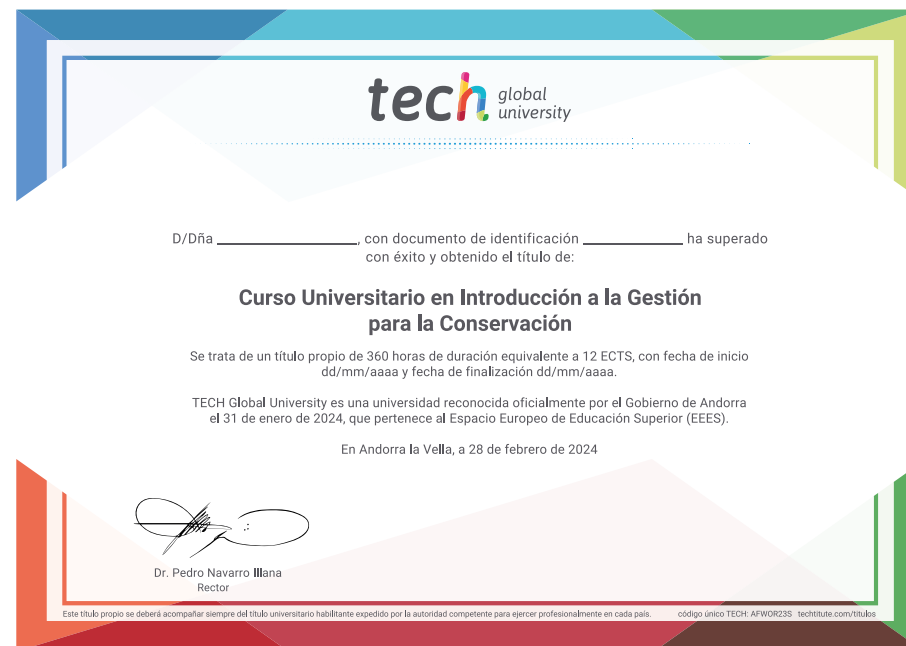 tech global
university
D/Dña ____________________, con documento de identificación ______________ ha superado
con éxito y obtenido el título de:
Curso Universitario en Introducción a la Gestión
para la Conservación
Se trata de un título propio de 360 horas de duración equivalente a 12 ECTS, con fecha de inicio
dd/mm/aaaa y fecha de finalización dd/mm/aaaa.
TECH Global University es una universidad reconocida oficialmente por el Gobierno de Andorra
el 31 de enero de 2024, que pertenece al Espacio Europeo de Educación Superior (EEES).
En Andorra la Vella, a 28 de febrero de 2024
Dr. Pedro Navarro Illana
Rector
Este título propio se deberá acompañar siempre del título universitario habilitante expedido por la autoridad competente para ejercer profesionalmente en cada país. código único TECH: AFWOR23S techtitute.com/titulos